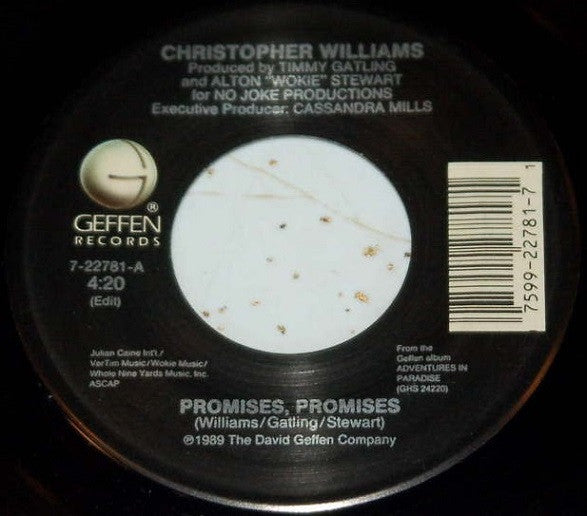 CHRISTOPHER WILLIAMS
Produced by TIMMY GATLING
and ALTON "WOKIE" STEWART
for NO JOKE PRODUCTIONS
Executive Producer: CASSANDRA MILLS
G
®
GEFFEN
RECORDS
7-22781-A
4:20
(Edit)
7599-22781-7
1
Julian Caine Int'l./
VerTim Music/Wokie Music/
Whole Nine Yards Music, Inc.
ASCAP
From the
Geffen album
ADVENTURES IN
PARADISE
(GHS 24220)
PROMISES, PROMISES
(Williams/Gatling/Stewart)
℗1989 The David Geffen Company